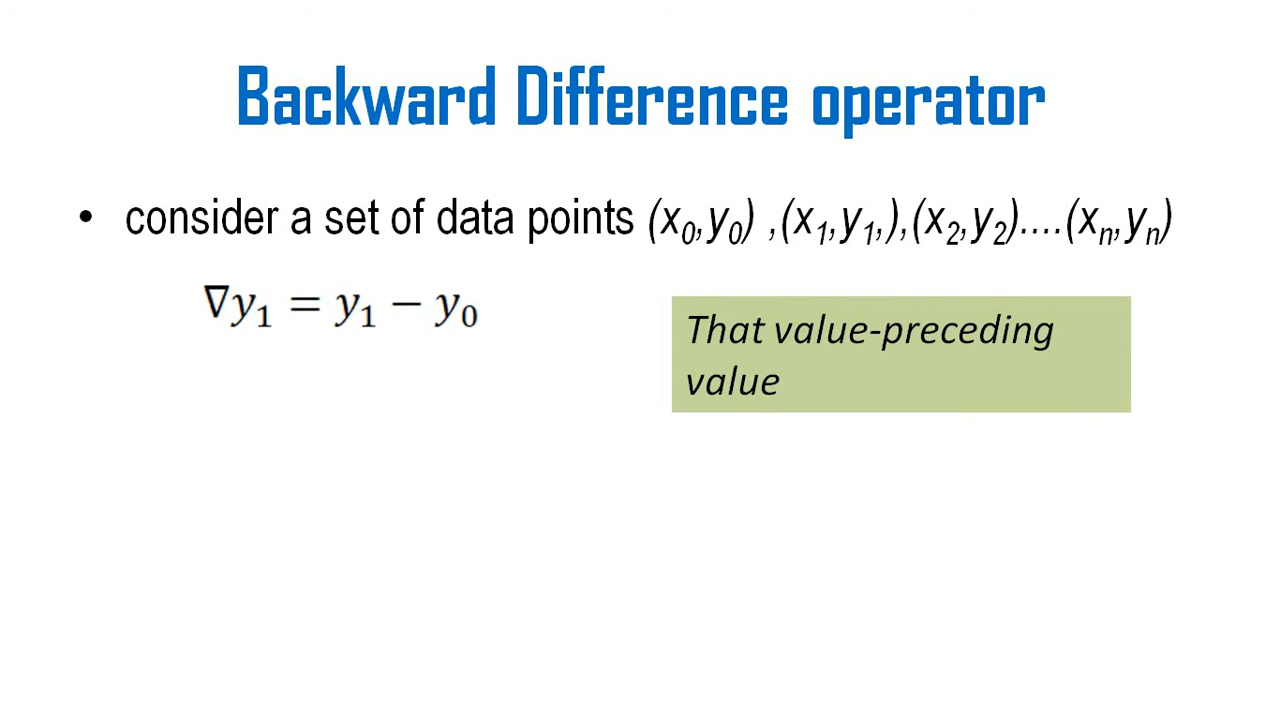 Backward Difference operator
• consider a set of data points (x₀,y₀) ,(x₁,y₁,),(x₂,y₂)....(xₙ,yₙ)
∇y₁ = y₁ − y₀
That value-preceding
value